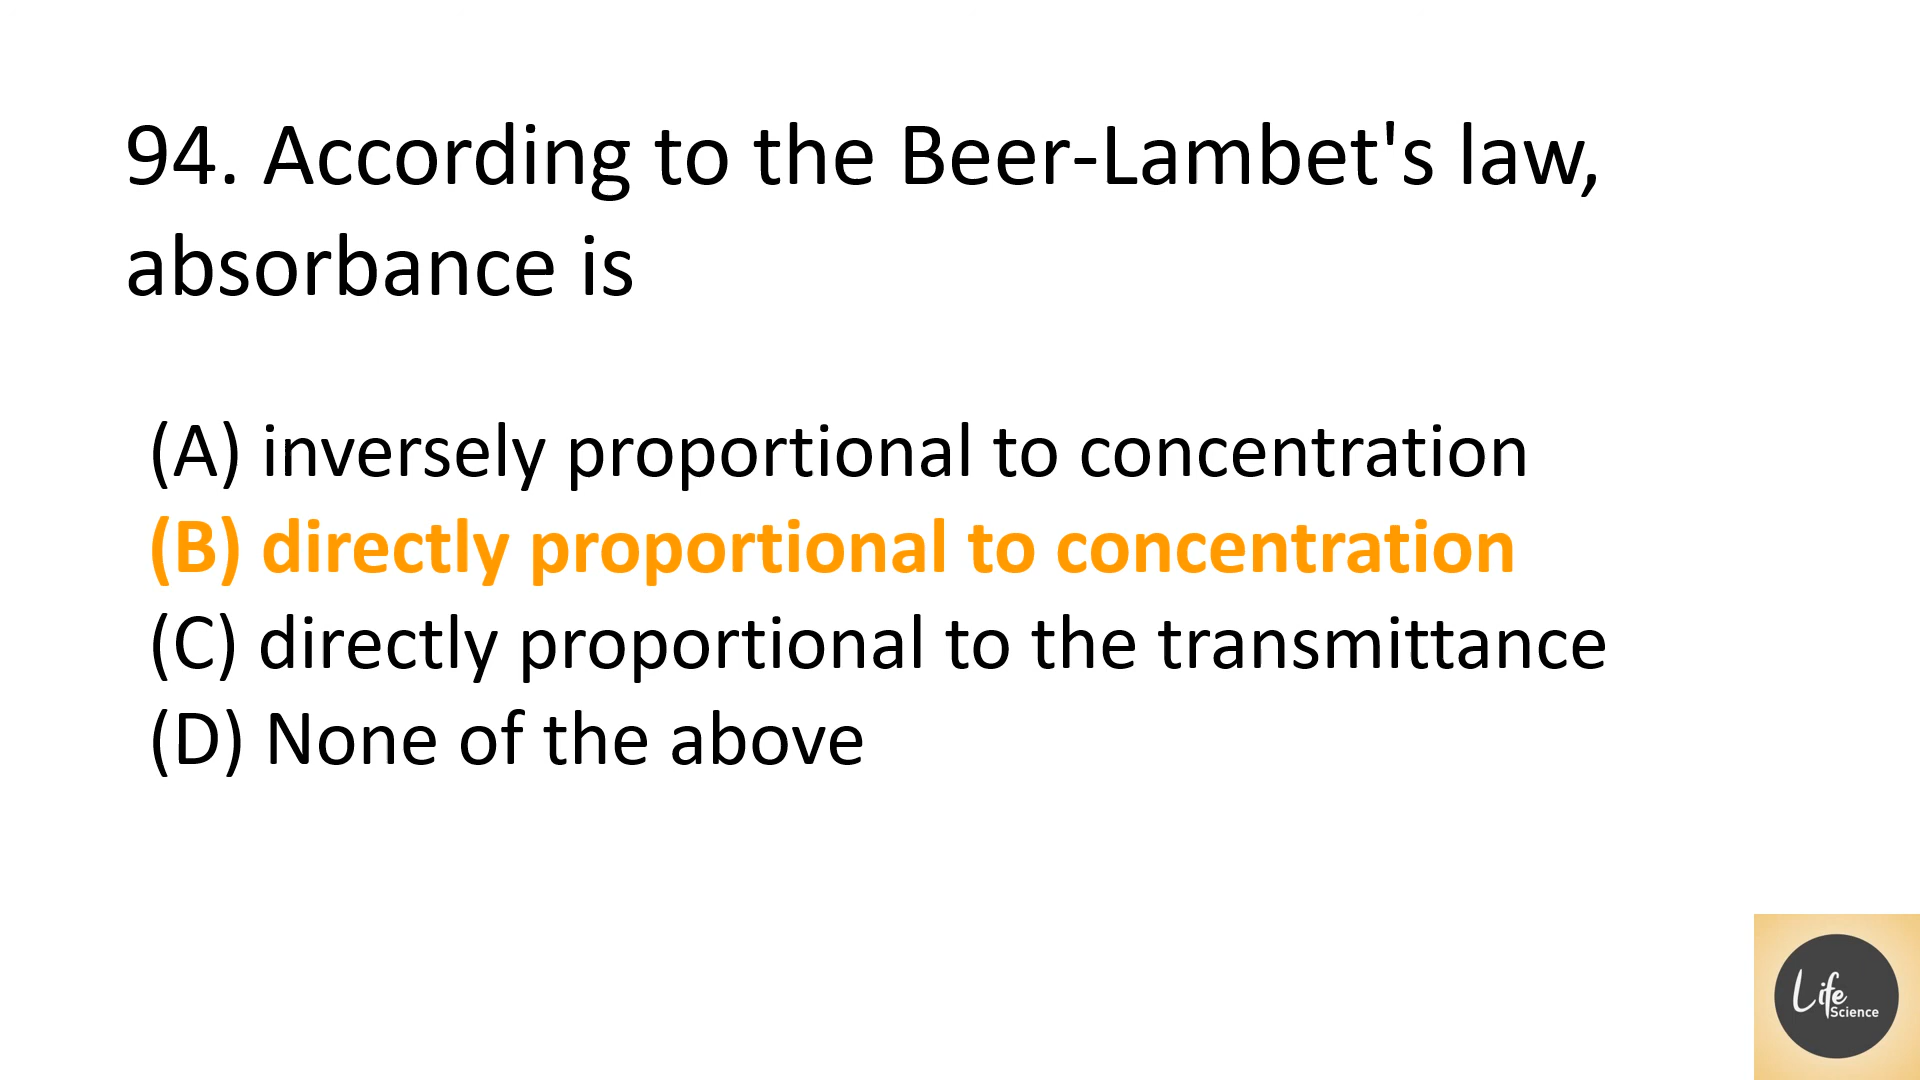 94. According to the Beer-Lambet's law,
absorbance is
(A) inversely proportional to concentration
(B) directly proportional to concentration
(C) directly proportional to the transmittance
(D) None of the above
Life
Science